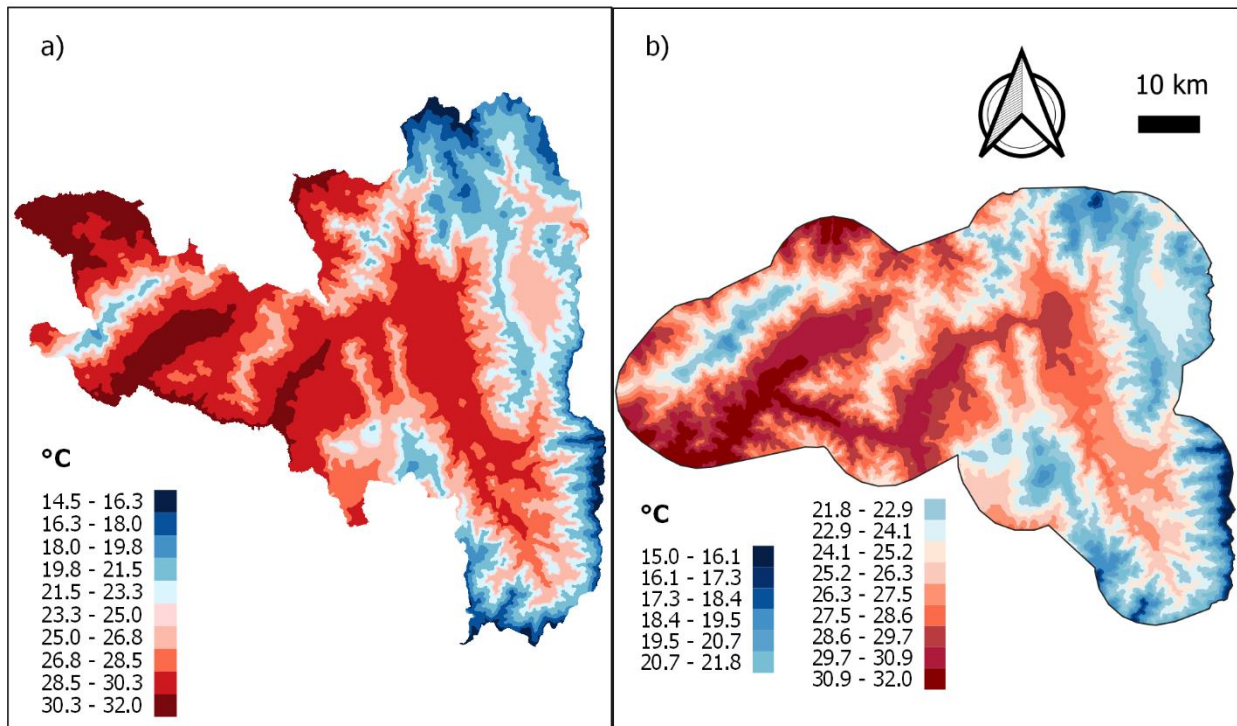 a)
°C
14.5 - 16.3
16.3 - 18.0
18.0 - 19.8
19.8 - 21.5
21.5 - 23.3
23.3 - 25.0
25.0 - 26.8
26.8 - 28.5
28.5 - 30.3
30.3 - 32.0
b)
10 km
°C
15.0 - 16.1
16.1 - 17.3
17.3 - 18.4
18.4 - 19.5
19.5 - 20.7
20.7 - 21.8
21.8 - 22.9
22.9 - 24.1
24.1 - 25.2
25.2 - 26.3
26.3 - 27.5
27.5 - 28.6
28.6 - 29.7
29.7 - 30.9
30.9 - 32.0